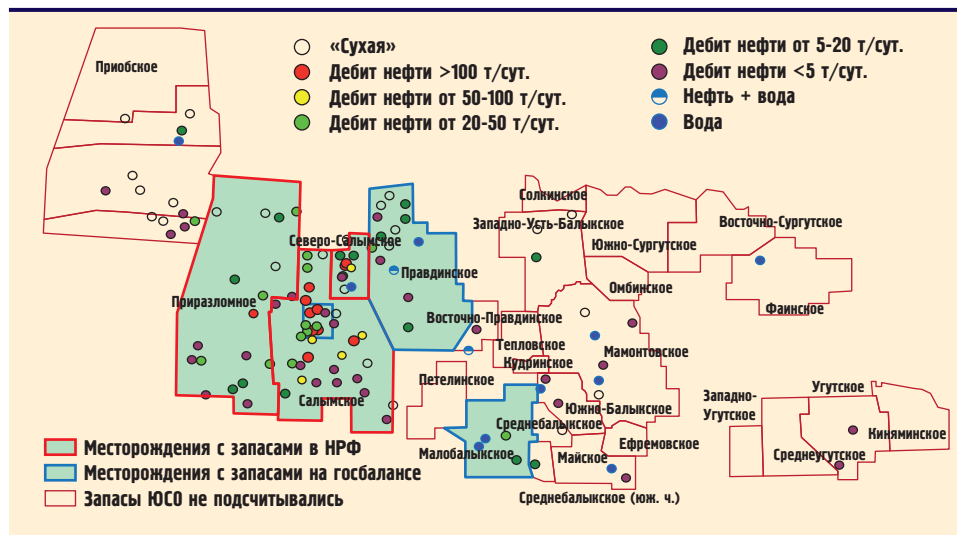 «Сухая»
Дебит нефти >100 т/сут.
Дебит нефти от 50-100 т/сут.
Дебит нефти от 20-50 т/сут.
Дебит нефти от 5-20 т/сут.
Дебит нефти <5 т/сут.
Нефть + вода
Вода
Приобское
Солкинское
Западно-Усть-Балыкское
Восточно-Сургутское
Южно-Сургутское
Северо-Салымское
Правдинское
Омбинское
Фаинское
Приразломное
Восточно-Правдинское
Тепловское
Мамонтовское
Кудринское
Петелинское
Салымское
Южно-Балыкское
Среднебалыкское
Ефремовское
Малобалыкское
Майское
Среднебалыкское (юж. ч.)
Западно-
Угутское
Угутское
Киняминское
Среднеугутское
Месторождения с запасами в НРФ
Месторождения с запасами на госбалансе
Запасы ЮСО не подсчитывались